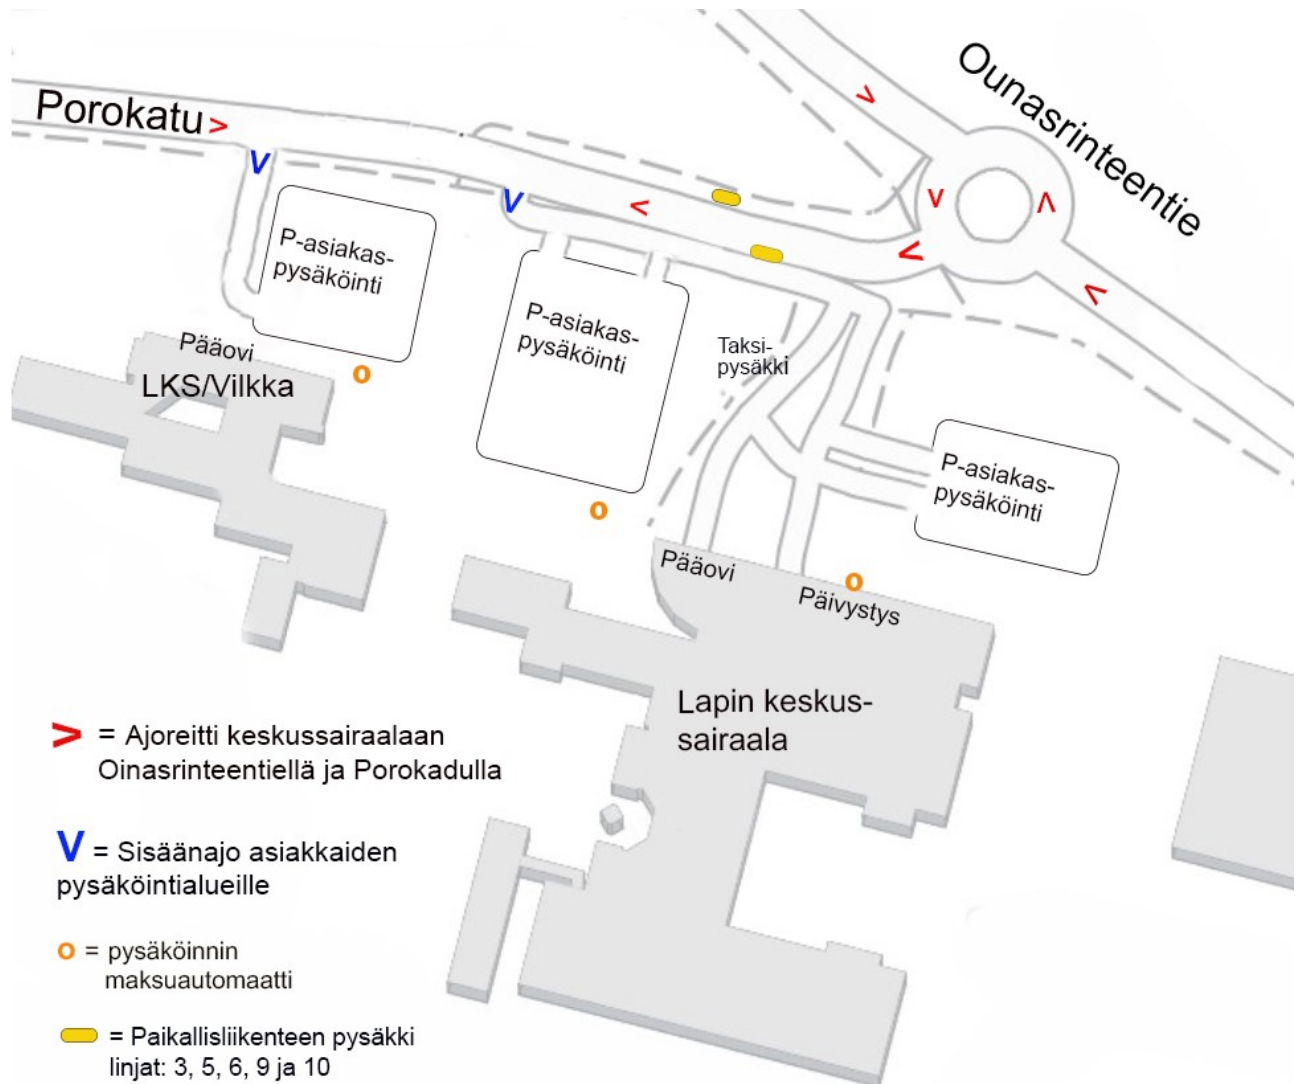 Ounasrinteentie
Porokatu >
P-asiakas-
pysäköinti
P-asiakas-
pysäköinti
Taksi-
pysäkki
P-asiakas-
pysäköinti
Pääovi
LKS/Vilkka
Pääovi
Päivystys
Lapin keskus-
sairaala
> = Ajoreitti keskussairaalaan
Oinasrinteentiellä ja Porokadulla
V = Sisäänajo asiakkaiden
pysäköintialueille
o = pysäköinnin
maksuautomaatti
= Paikallisliikenteen pysäkki
linjat: 3, 5, 6, 9 ja 10